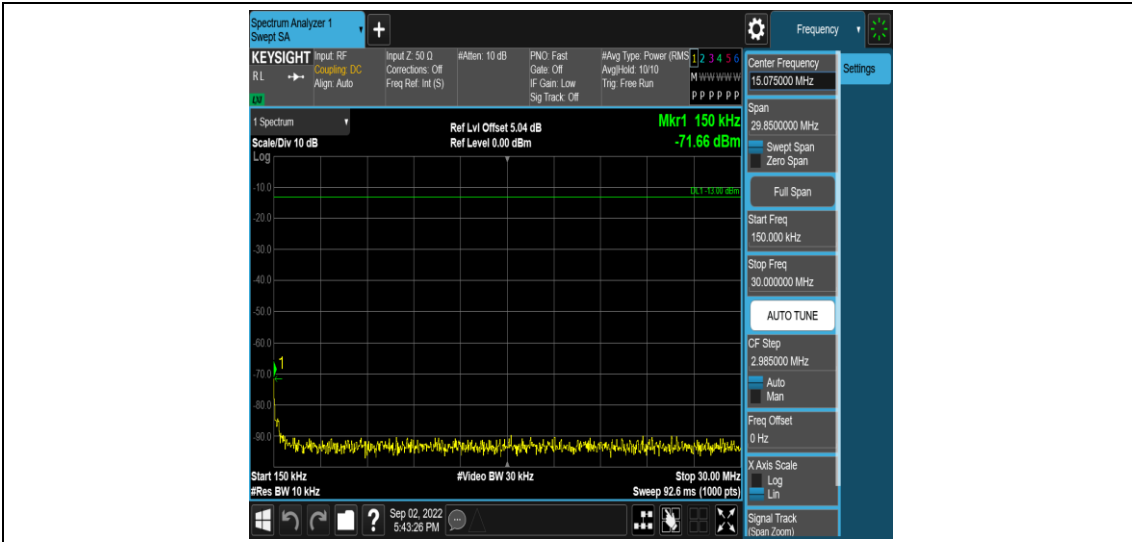 Spectrum Analyzer 1
Swept SA
+
Frequency
KEYSIGHT
RL
LXI
Input: RF
Coupling: DC
Align: Auto
Input Z: 50 Ω
Corrections: Off
Freq Ref: Int (S)
#Atten: 10 dB
PNO: Fast
Gate: Off
IF Gain: Low
Sig Track: Off
#Avg Type: Power (RMS
Avg|Hold: 10/10
Trig: Free Run
1 2 3 4 5 6
M W W W W W
P P P P P P
1 Spectrum
Scale/Div 10 dB
Log
Ref Lvl Offset 5.04 dB
Ref Level 0.00 dBm
Mkr1 150 kHz
-71.66 dBm
DL1 -13.00 dBm
-10.0
-20.0
-30.0
-40.0
-50.0
-60.0
-70.0
-80.0
-90.0
1
Start 150 kHz
#Res BW 10 kHz
#Video BW 30 kHz
Stop 30.00 MHz
Sweep 92.6 ms (1000 pts)
Center Frequency
15.075000 MHz
Settings
Span
29.8500000 MHz
Swept Span
Zero Span
Full Span
Start Freq
150.000 kHz
Stop Freq
30.000000 MHz
AUTO TUNE
CF Step
2.985000 MHz
Auto
Man
Freq Offset
0 Hz
X Axis Scale
Log
Lin
Signal Track
(Span Zoom)
?
Sep 02, 2022
5:43:26 PM